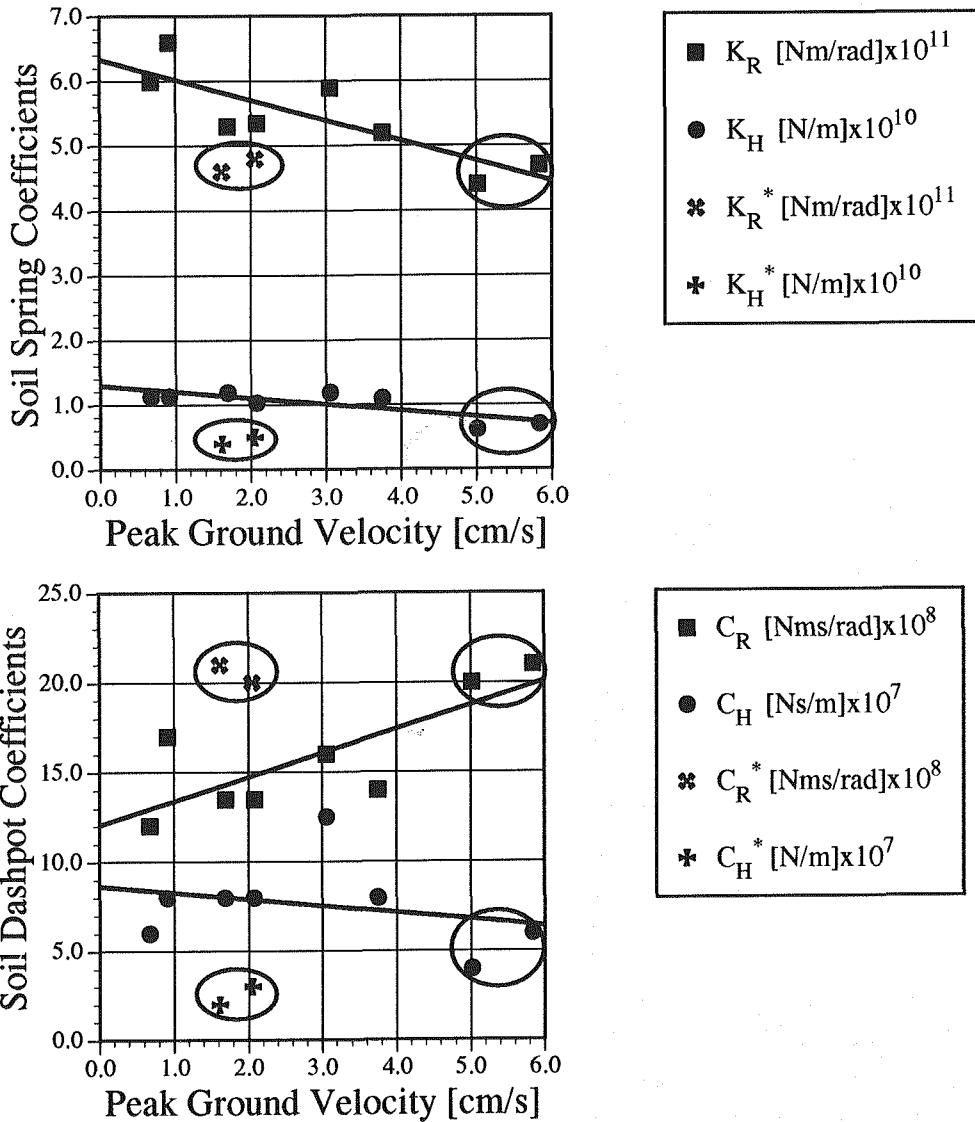 Soil Spring Coefficients
7.0
6.0
5.0
4.0
3.0
2.0
1.0
0.0
0.0 1.0 2.0 3.0 4.0 5.0 6.0
Peak Ground Velocity [cm/s]
K_R [Nm/rad]x10^11
K_H [N/m]x10^10
K_R* [Nm/rad]x10^11
K_H* [N/m]x10^10
Soil Dashpot Coefficients
25.0
20.0
15.0
10.0
5.0
0.0
0.0 1.0 2.0 3.0 4.0 5.0 6.0
Peak Ground Velocity [cm/s]
C_R [Nms/rad]x10^8
C_H [Ns/m]x10^7
C_R* [Nms/rad]x10^8
C_H* [N/m]x10^7